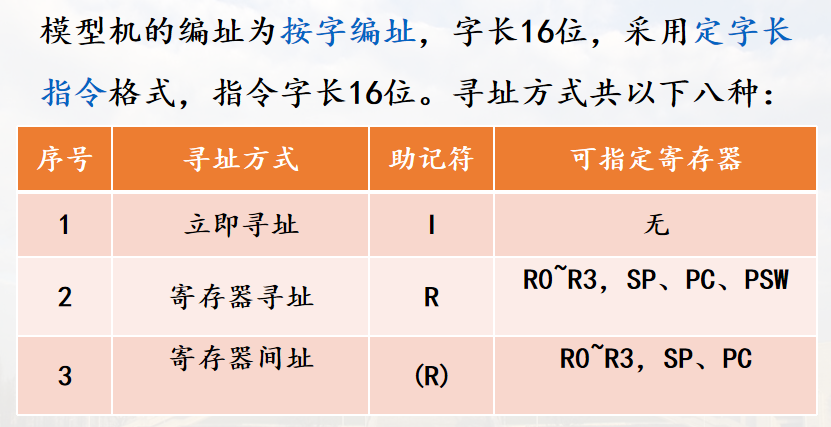 模型机的编址为按字编址，字长16位，采用定字长
指令格式，指令字长16位。寻址方式共以下八种：
序号 寻址方式 助记符 可指定寄存器
1 立即寻址 I 无
2 寄存器寻址 R R0~R3，SP、PC、PSW
3 寄存器间址 (R) R0~R3，SP、PC